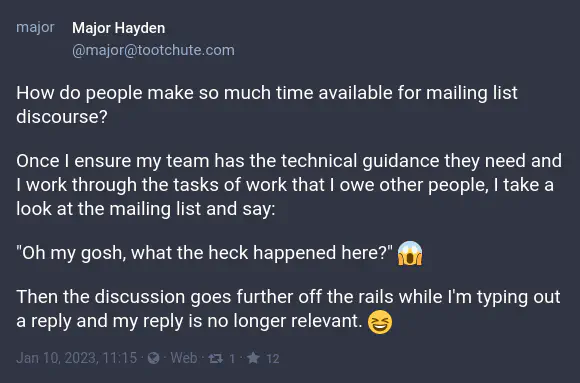 major
Major Hayden
@major@tootchute.com
How do people make so much time available for mailing list
discourse?
Once I ensure my team has the technical guidance they need and
I work through the tasks of work that I owe other people, I take a
look at the mailing list and say:
"Oh my gosh, what the heck happened here?" 😱
Then the discussion goes further off the rails while I'm typing out
a reply and my reply is no longer relevant. 😆
Jan 10, 2023, 11:15 · Web · 1 · 12